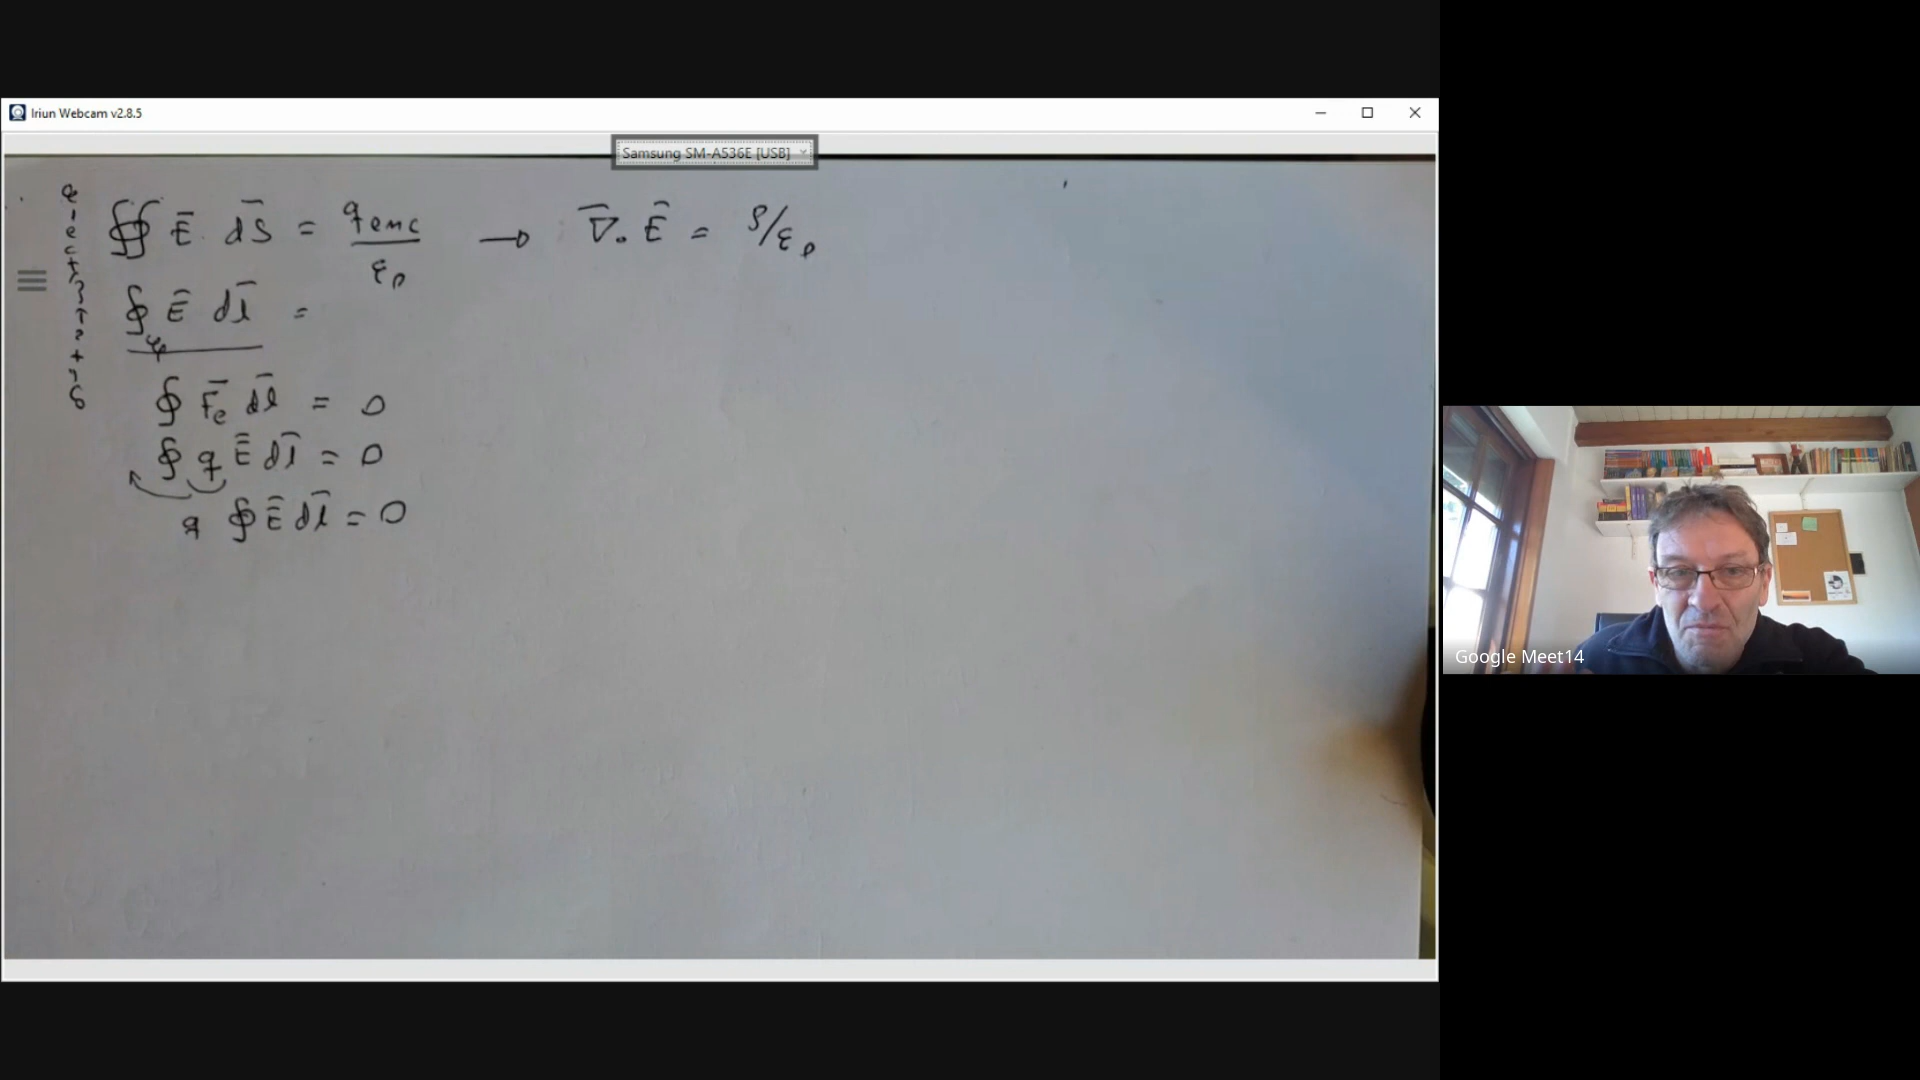 Iriun Webcam v2.8.5
Samsung SM-A536E [USB]
∯ Ē · dS̄ = q enc / ε₀ → ∇̄ · Ē = ρ/ε₀
∮ Ē dl̄ =
φ
∮ F̄e dl̄ = 0
∮ q Ē dl̄ = 0
q ∮ Ē dl̄ = 0
Google Meet14